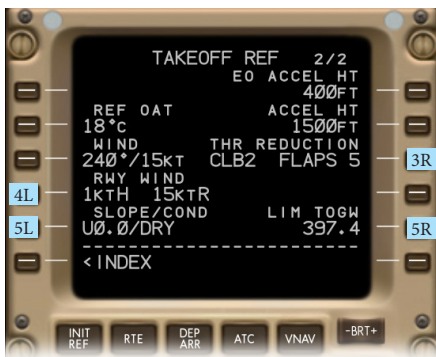 TAKEOFF REF 2/2
EO ACCEL HT
400FT
REF OAT ACCEL HT
18°C 1500FT
WIND THR REDUCTION
240°/15KT CLB2 FLAPS 5
3R
RWY WIND
4L
1KTH 15KTR
SLOPE/COND LIM TOGW
5L
U0.0/DRY 397.4
5R
--------------------------------
<INDEX
INIT REF
RTE
DEP ARR
ATC
VNAV
-BRT+